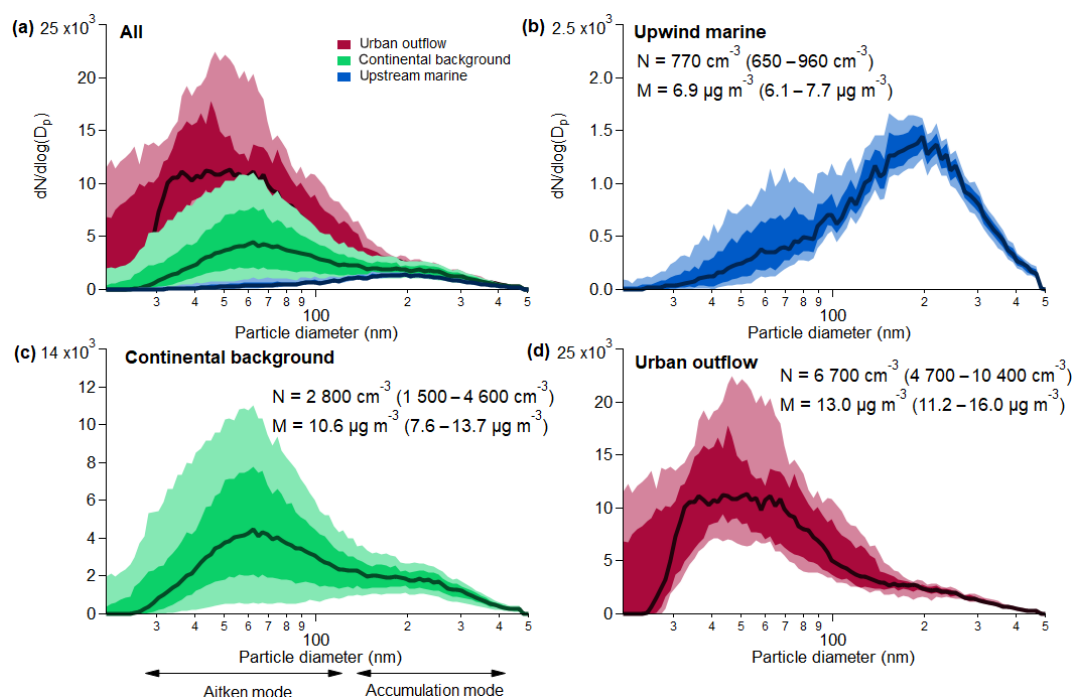 (a)
All
25 x10³
20
15
10
5
0
dN/dlog(Dₚ)
Urban outflow
Continental background
Upstream marine
3 4 5 6 7 8 9 100 2 3 4 5
Particle diameter (nm)
(b)
Upwind marine
2.5x10³
2.0
1.5
1.0
0.5
0.0
dN/dlog(Dₚ)
N = 770 cm⁻³ (650 – 960 cm⁻³)
M = 6.9 µg m⁻³ (6.1 – 7.7 µg m⁻³)
3 4 5 6 7 8 9 100 2 3 4 5
Particle diameter (nm)
(c)
Continental background
14 x10³
12
10
8
6
4
2
0
N = 2 800 cm⁻³ (1 500 – 4 600 cm⁻³)
M = 10.6 µg m⁻³ (7.6 – 13.7 µg m⁻³)
3 4 5 6 7 8 9 100 2 3 4 5
Particle diameter (nm)
Aitken mode
Accumulation mode
(d)
Urban outflow
25x10³
20
15
10
5
0
N = 6 700 cm⁻³ (4 700 – 10 400 cm⁻³)
M = 13.0 µg m⁻³ (11.2 – 16.0 µg m⁻³)
3 4 5 6 7 8 9 100 2 3 4 5
Particle diameter (nm)